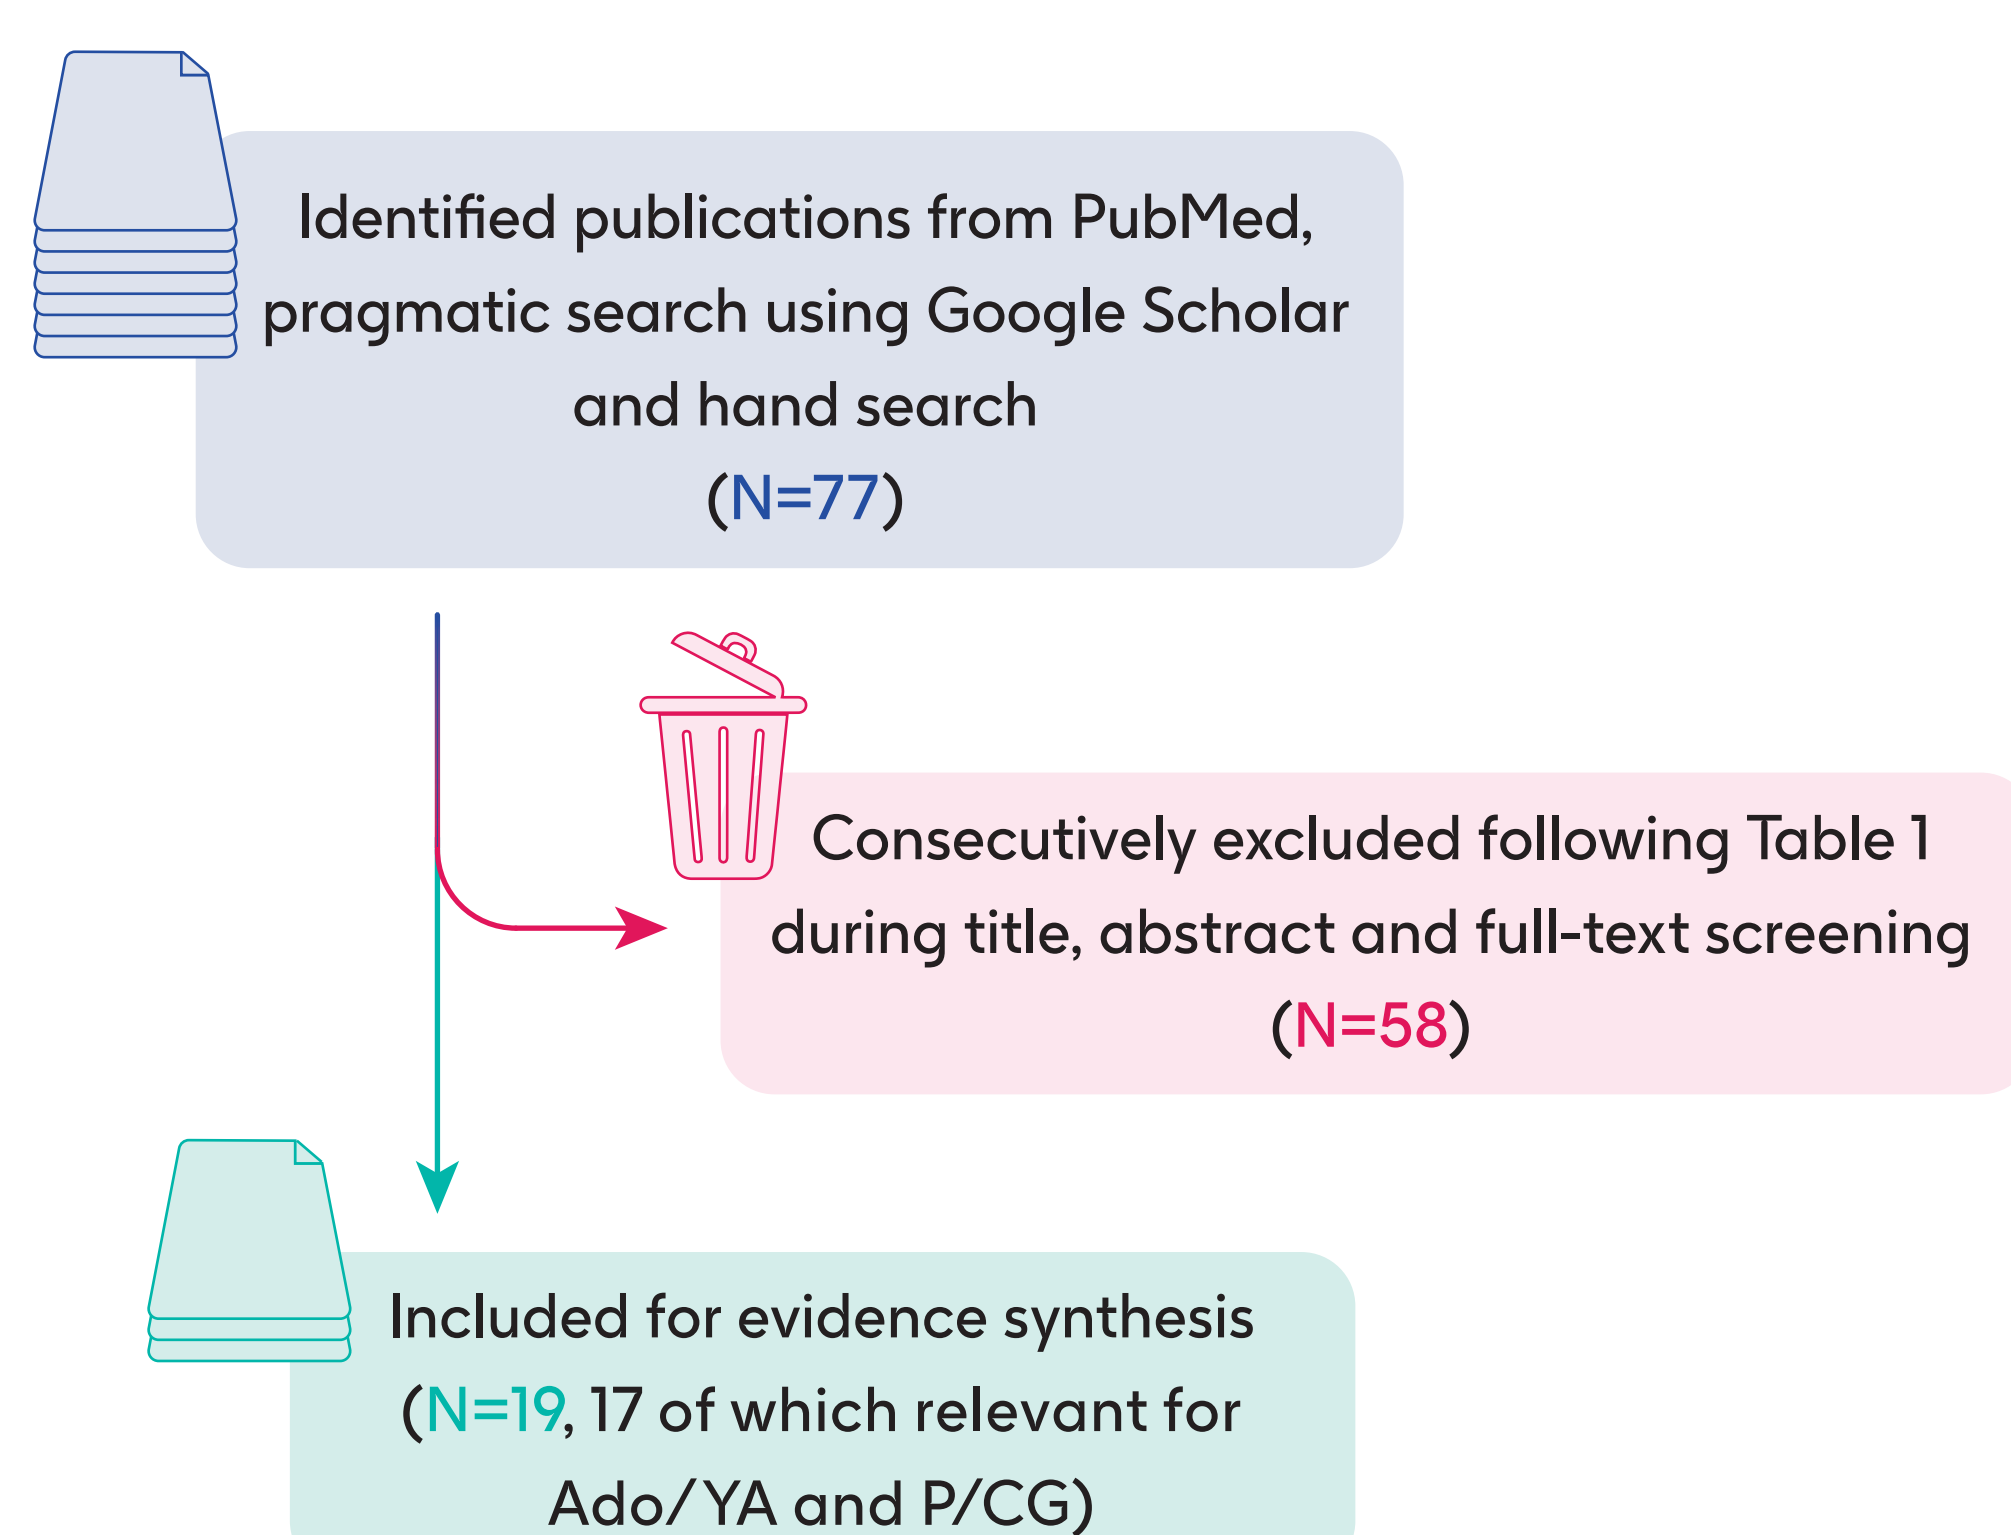 Identified publications from PubMed,
pragmatic search using Google Scholar
and hand search
(N=77)
Consecutively excluded following Table 1
during title, abstract and full-text screening
(N=58)
Included for evidence synthesis
(N=19, 17 of which relevant for
Ado/YA and P/CG)